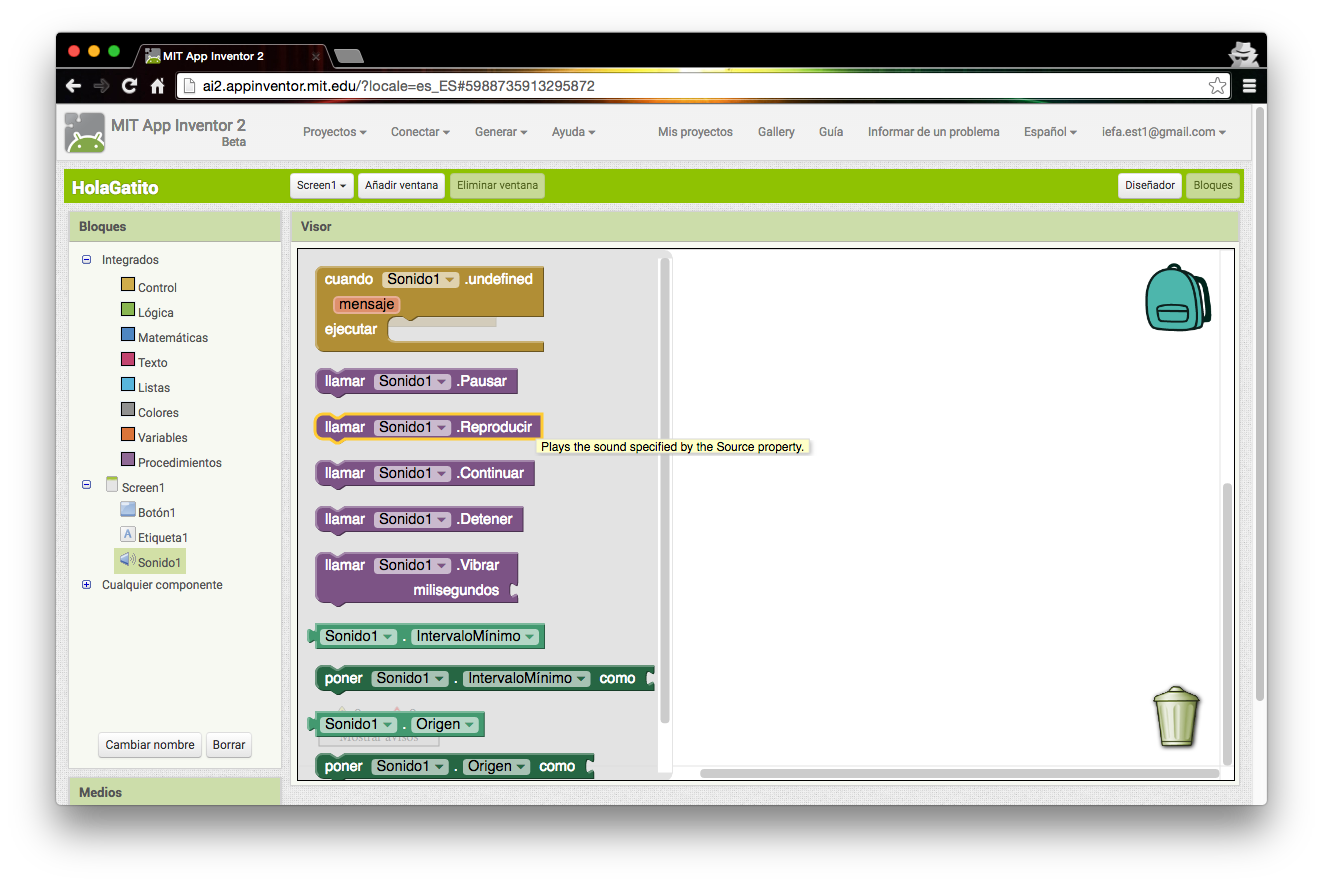 MIT App Inventor 2
ai2.appinventor.mit.edu/?locale=es_ES#5988735913295872
MIT App Inventor 2
Beta
Proyectos Conectar Generar Ayuda Mis proyectos Gallery Guía Informar de un problema Español iefa.est1@gmail.com
HolaGatito Screen1 Añadir ventana Eliminar ventana Diseñador Bloques
Bloques
Integrados
Control
Lógica
Matemáticas
Texto
Listas
Colores
Variables
Procedimientos
Screen1
Botón1
A Etiqueta1
Sonido1
Cualquier componente
Cambiar nombre Borrar
Medios
Visor
cuando Sonido1 .undefined
mensaje
ejecutar
llamar Sonido1 .Pausar
llamar Sonido1 .Reproducir
Plays the sound specified by the Source property.
llamar Sonido1 .Continuar
llamar Sonido1 .Detener
llamar Sonido1 .Vibrar
milisegundos
Sonido1 . IntervaloMínimo
poner Sonido1 . IntervaloMínimo como
Sonido1 . Origen
Mostrar avisos
poner Sonido1 . Origen como